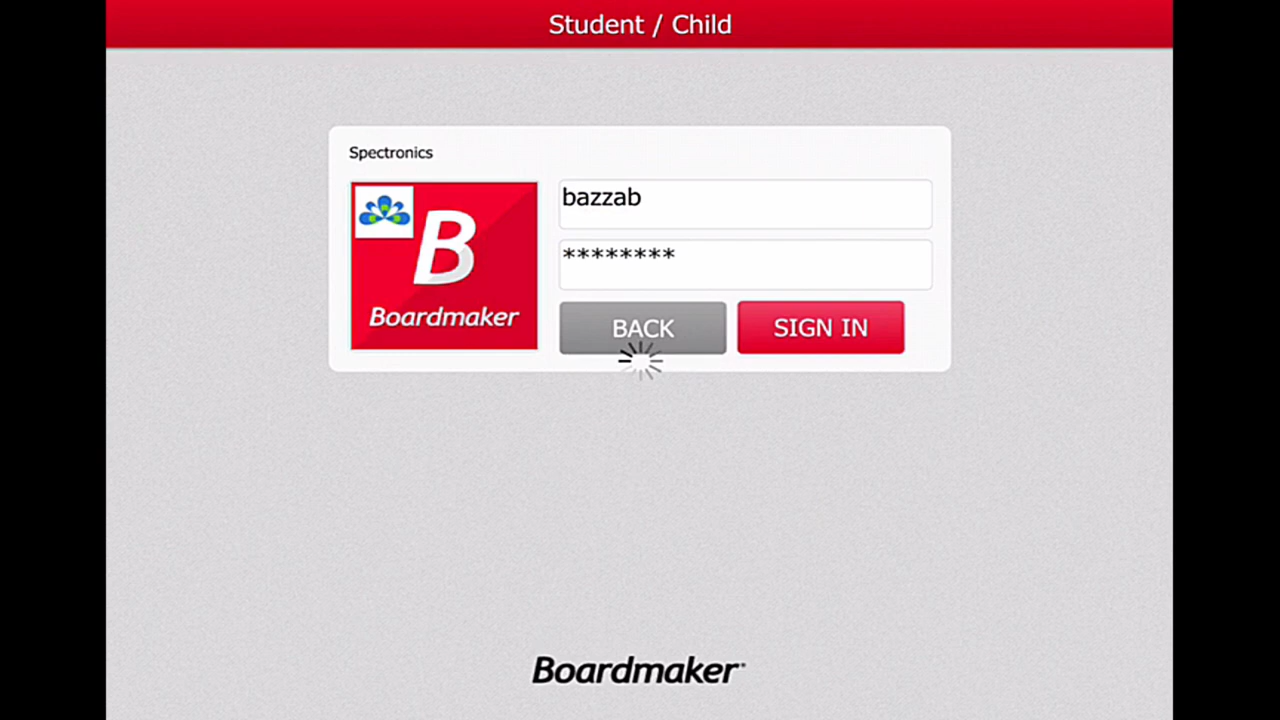 Student / Child
Spectronics
B
Boardmaker
bazzab
********
BACK
SIGN IN
Boardmaker